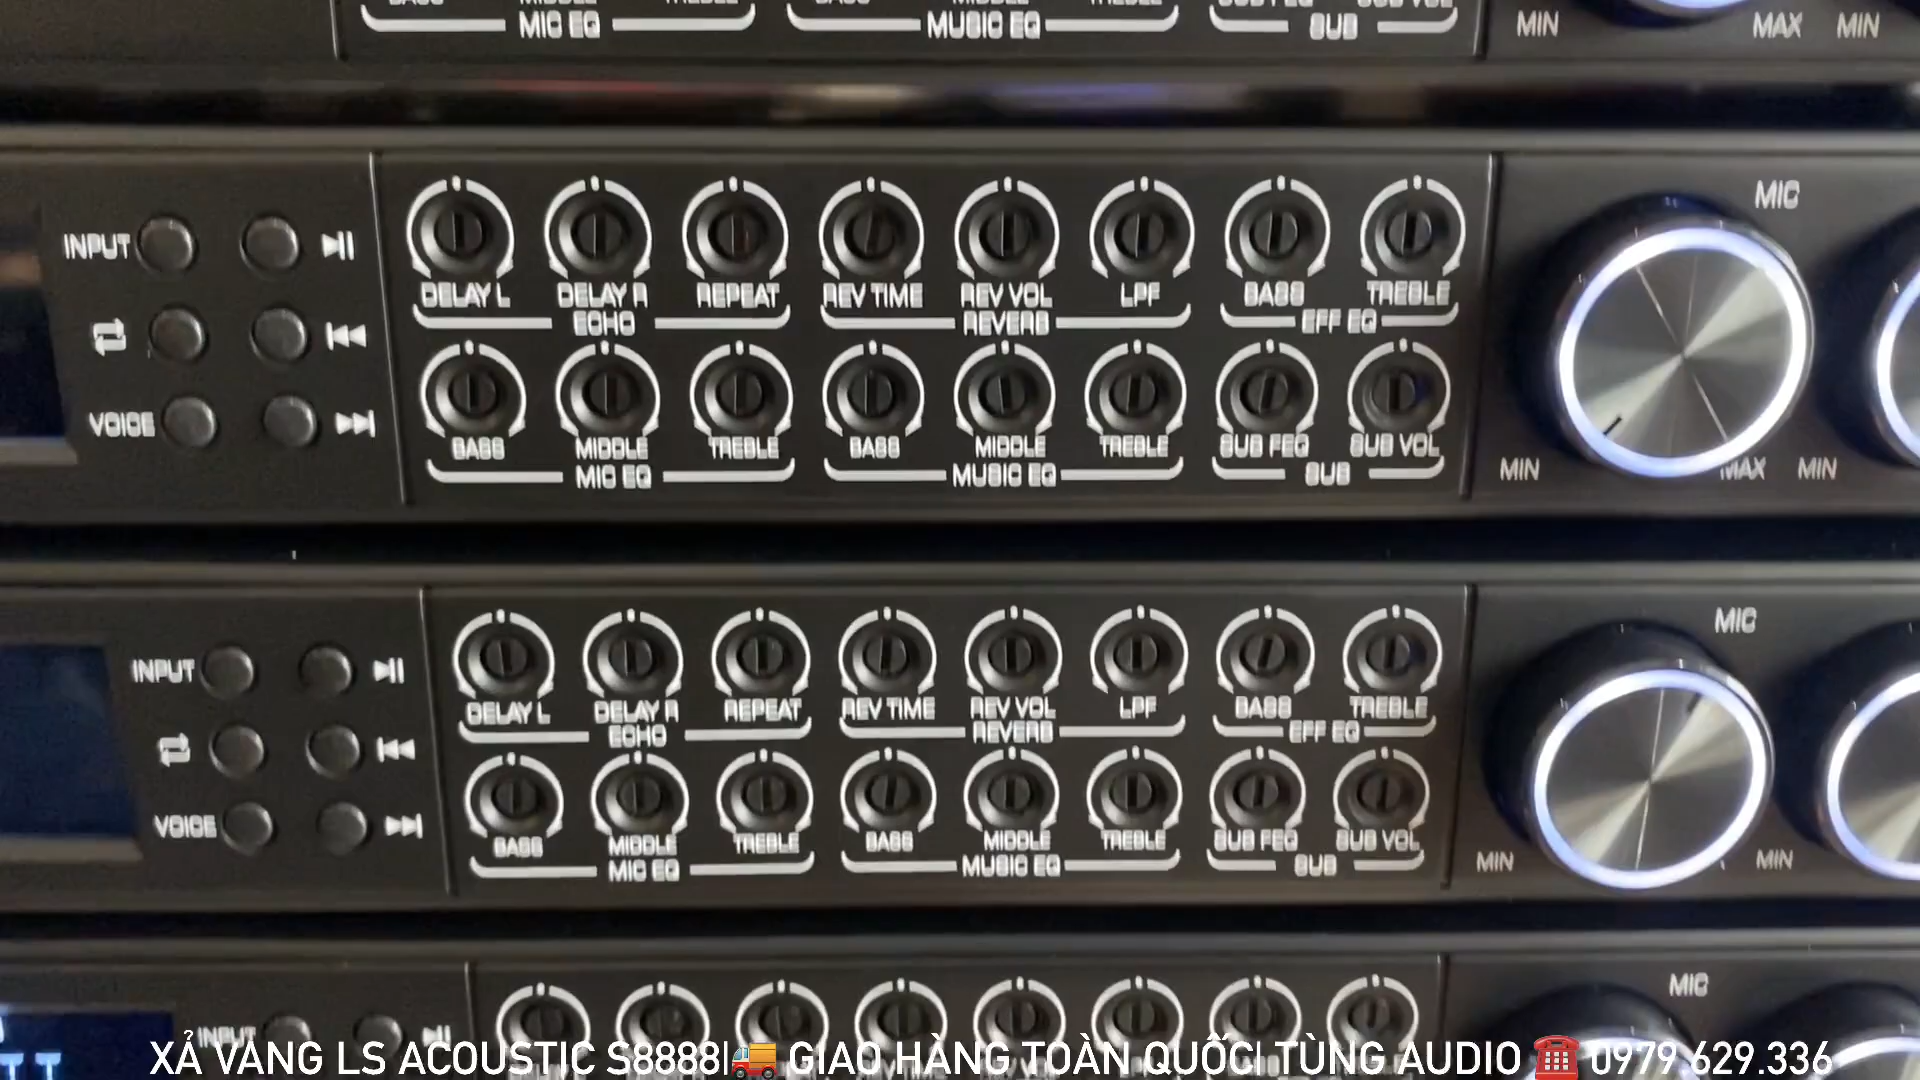 MIC EQ MUSIC EQ SUB MIN MAX MIN
MIC
INPUT
DELAY L DELAY R REPEAT REV TIME REV VOL LPF BASS TREBLE
ECHO REVERB EFF EQ
VOICE
BASS MIDDLE TREBLE BASS MIDDLE TREBLE SUB FEQ SUB VOL
MIC EQ MUSIC EQ SUB
MIN MAX MIN
MIC
INPUT
DELAY L DELAY R REPEAT REV TIME REV VOL LPF BASS TREBLE
ECHO REVERB EFF EQ
VOICE
BASS MIDDLE TREBLE BASS MIDDLE TREBLE SUB FEQ SUB VOL
MIC EQ MUSIC EQ SUB
MIN MIN
MIC
INPUT
XẢ VANG LS ACOUSTIC S8888|🚚 GIAO HÀNG TOÀN QUỐC| TÙNG AUDIO ☎️ 0979.629.336